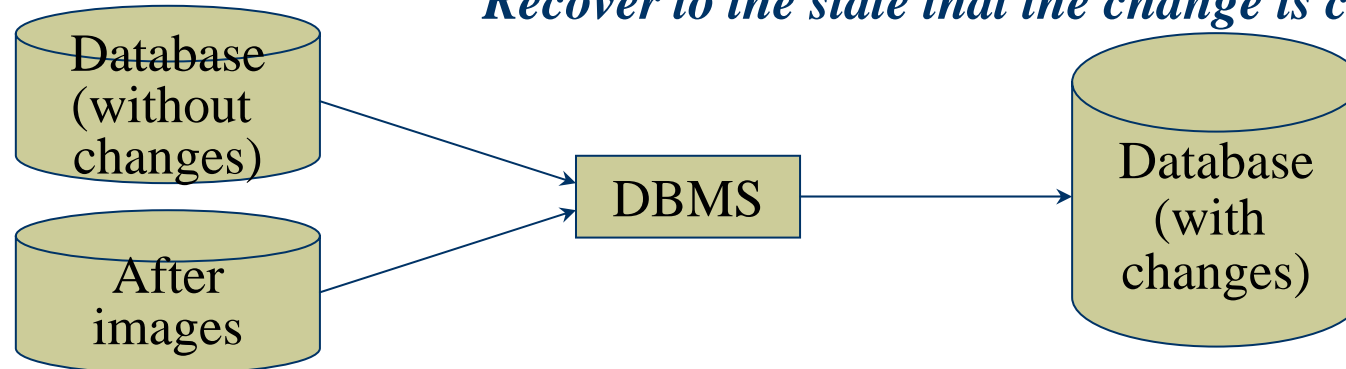 Recover to the state that the change is
Database
(without
changes)
After
images
DBMS
Database
(with
changes)